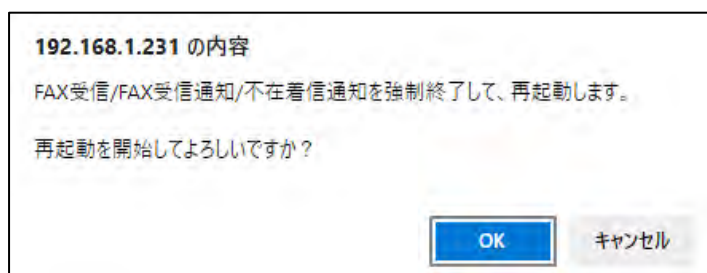 192.168.1.231 の内容
FAX受信/FAX受信通知/不在着信通知を強制終了して、再起動します。
再起動を開始してよろしいですか？
OK
キャンセル